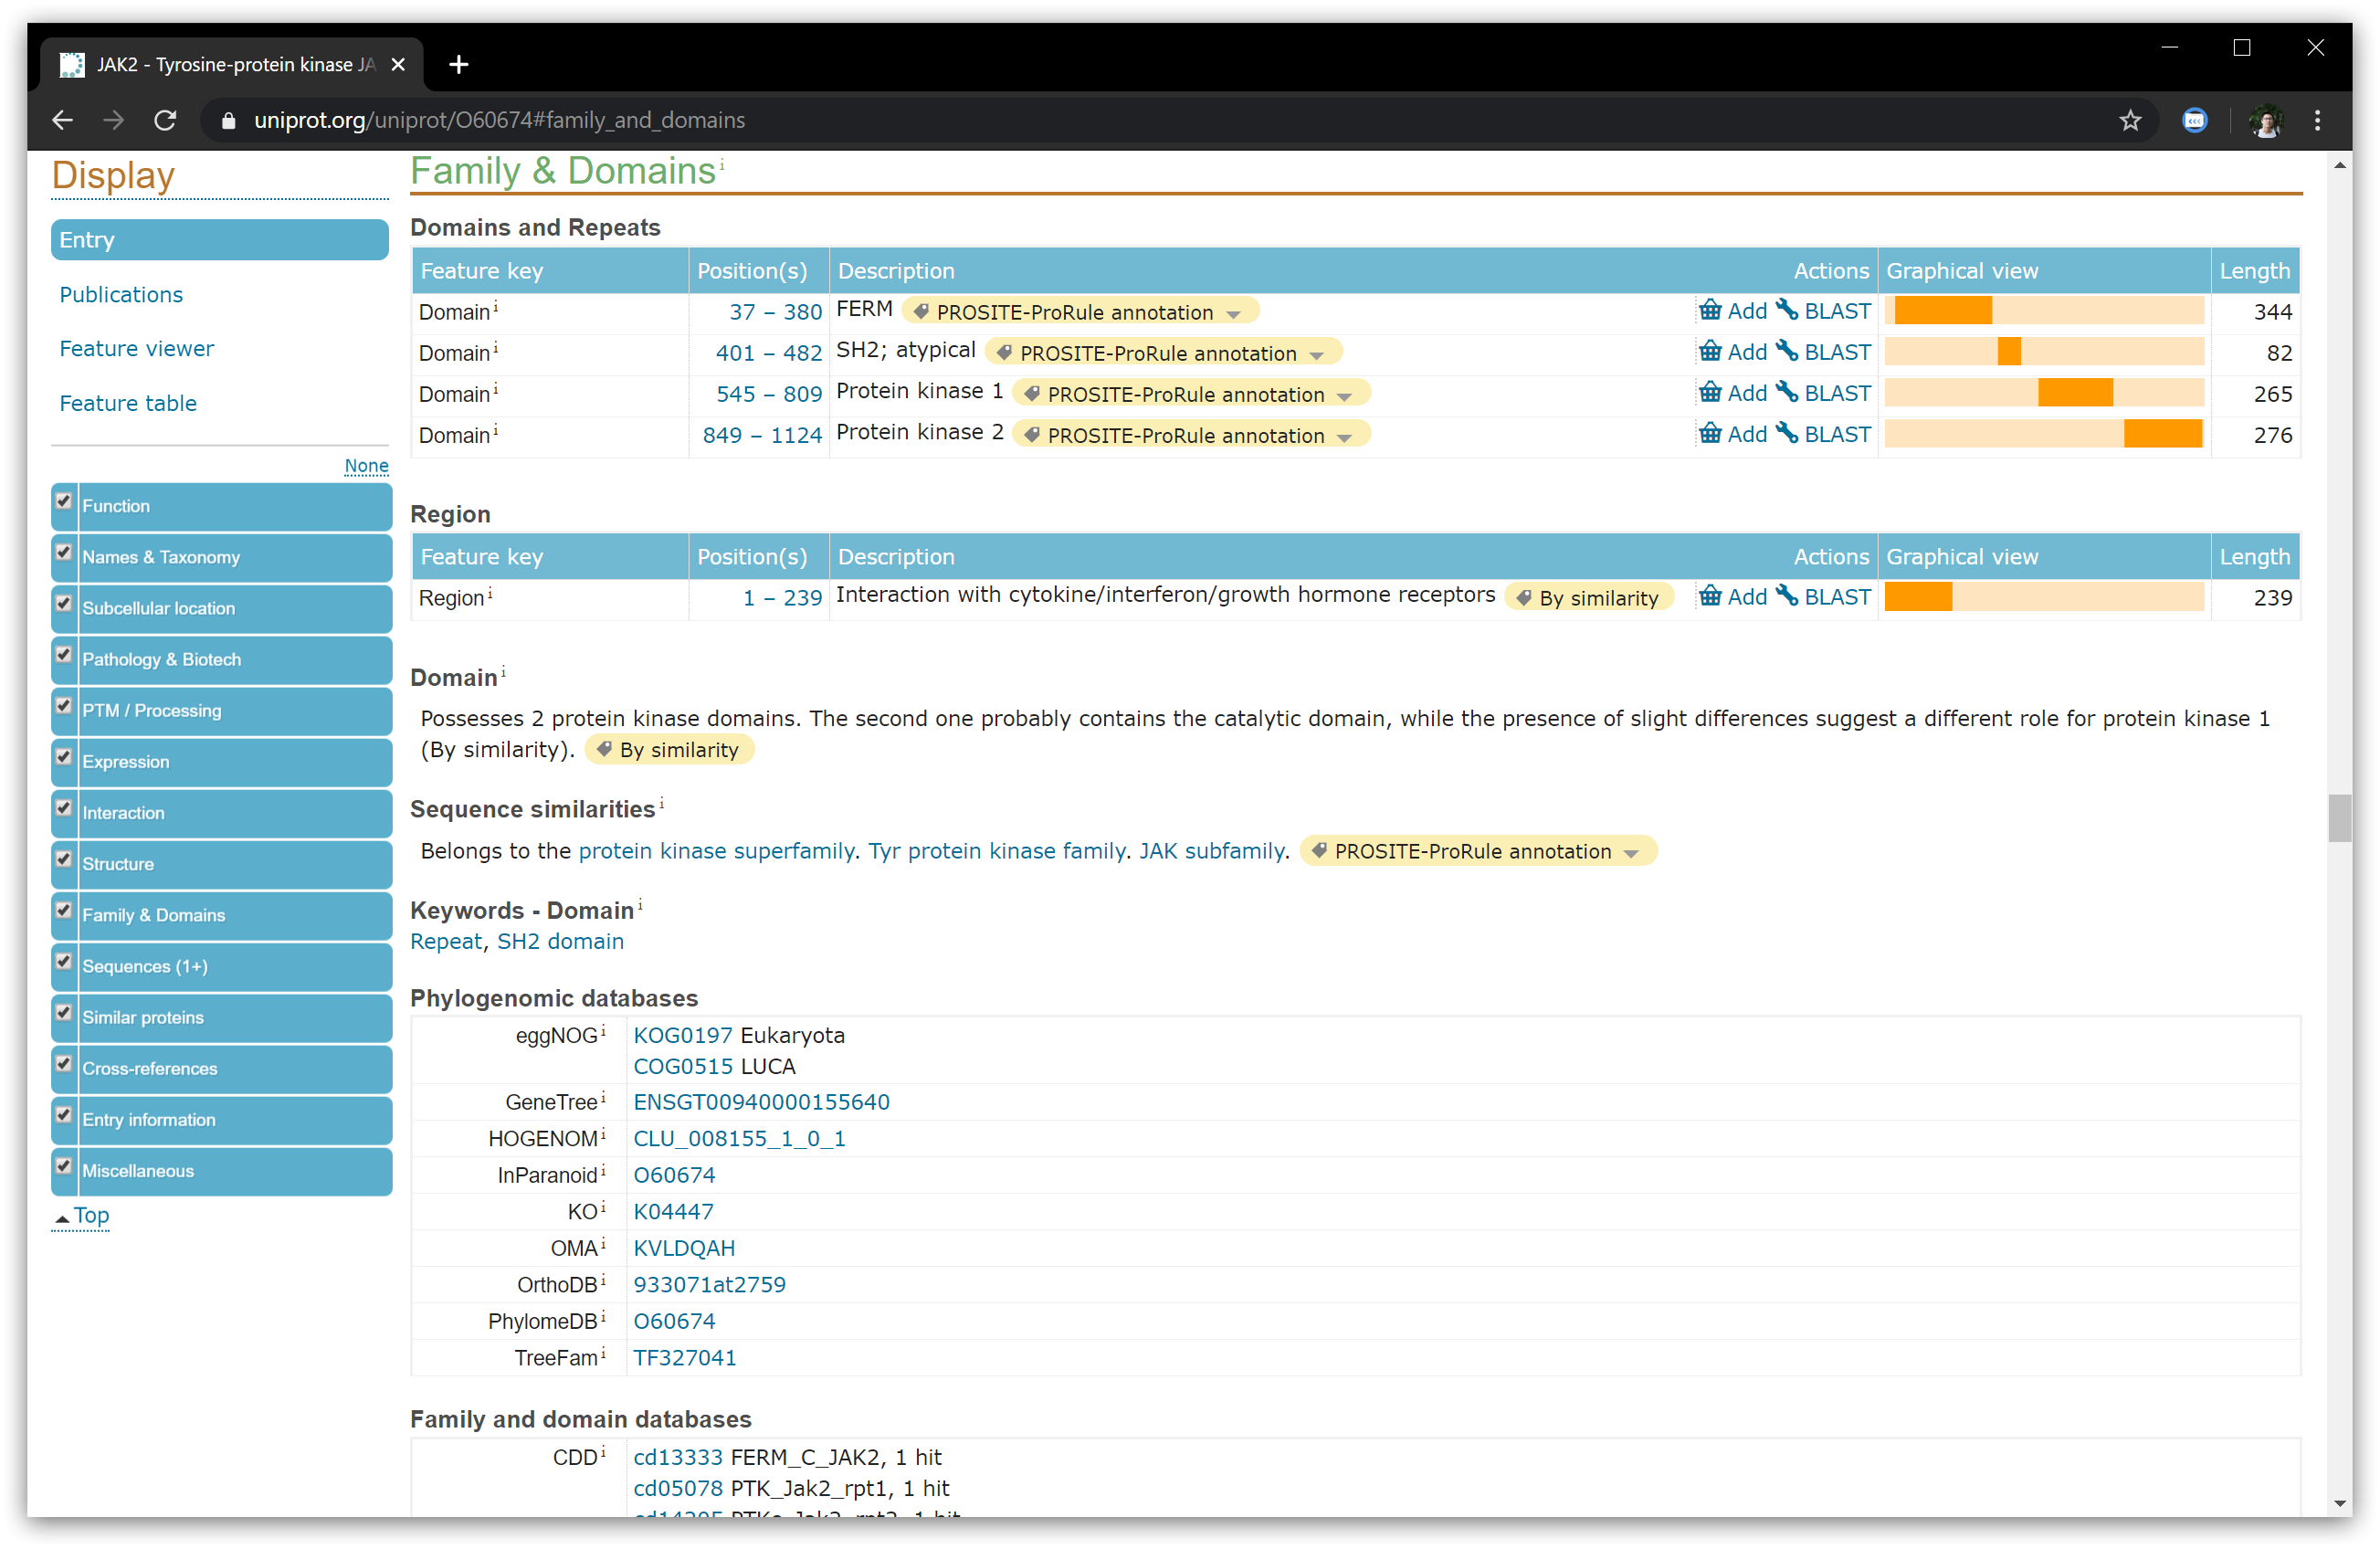 JAK2 - Tyrosine-protein kinase JA
uniprot.org/uniprot/O60674#family_and_domains
Display
Entry
Publications
Feature viewer
Feature table
None
Function
Names & Taxonomy
Subcellular location
Pathology & Biotech
PTM / Processing
Expression
Interaction
Structure
Family & Domains
Sequences (1+)
Similar proteins
Cross-references
Entry information
Miscellaneous
Top
Family & Domains i
Domains and Repeats
Feature key Position(s) Description Actions Graphical view Length
Domain i 37 – 380 FERM PROSITE-ProRule annotation Add BLAST 344
Domain i 401 – 482 SH2; atypical PROSITE-ProRule annotation Add BLAST 82
Domain i 545 – 809 Protein kinase 1 PROSITE-ProRule annotation Add BLAST 265
Domain i 849 – 1124 Protein kinase 2 PROSITE-ProRule annotation Add BLAST 276
Region
Feature key Position(s) Description Actions Graphical view Length
Region i 1 – 239 Interaction with cytokine/interferon/growth hormone receptors By similarity Add BLAST 239
Domain i
Possesses 2 protein kinase domains. The second one probably contains the catalytic domain, while the presence of slight differences suggest a different role for protein kinase 1
(By similarity). By similarity
Sequence similarities i
Belongs to the protein kinase superfamily. Tyr protein kinase family. JAK subfamily. PROSITE-ProRule annotation
Keywords - Domain i
Repeat, SH2 domain
Phylogenomic databases
eggNOG i KOG0197 Eukaryota
COG0515 LUCA
GeneTree i ENSGT00940000155640
HOGENOM i CLU_008155_1_0_1
InParanoid i O60674
KO i K04447
OMA i KVLDQAH
OrthoDB i 933071at2759
PhylomeDB i O60674
TreeFam i TF327041
Family and domain databases
CDD i cd13333 FERM_C_JAK2, 1 hit
cd05078 PTK_Jak2_rpt1, 1 hit